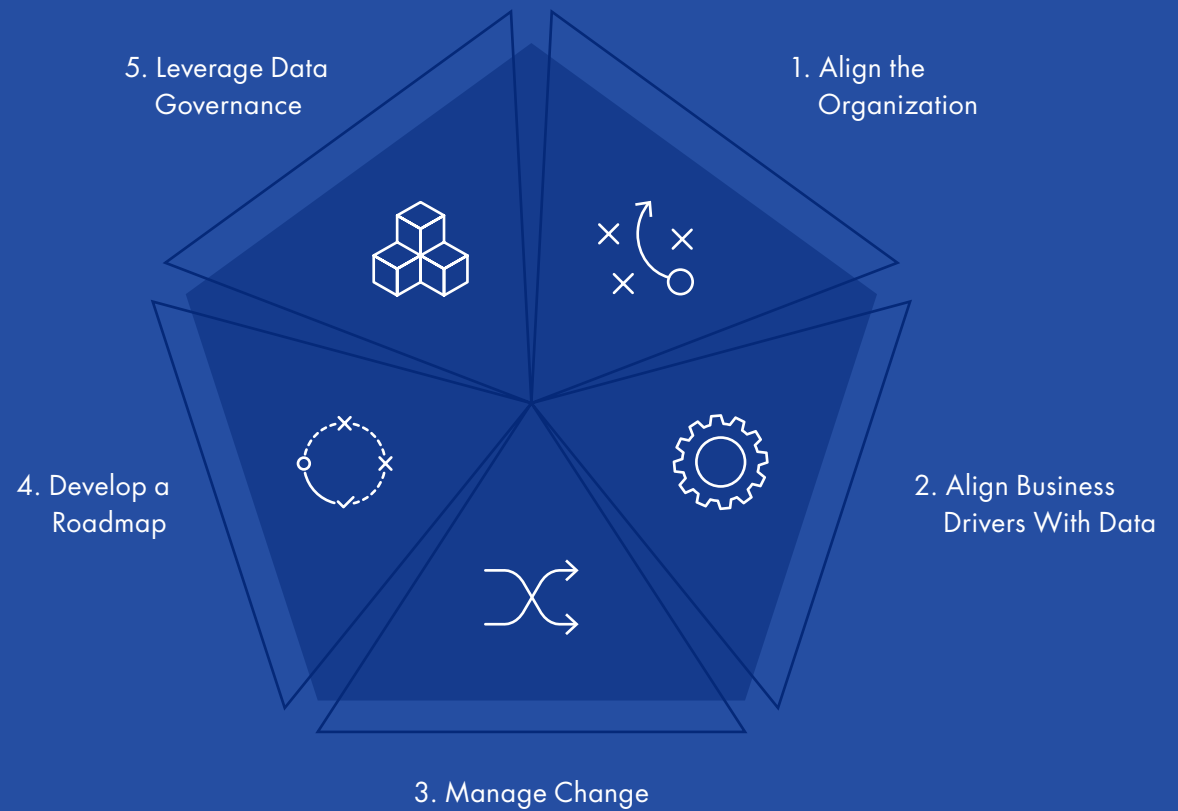 5. Leverage Data
Governance
1. Align the
Organization
4. Develop a
Roadmap
2. Align Business
Drivers With Data
3. Manage Change